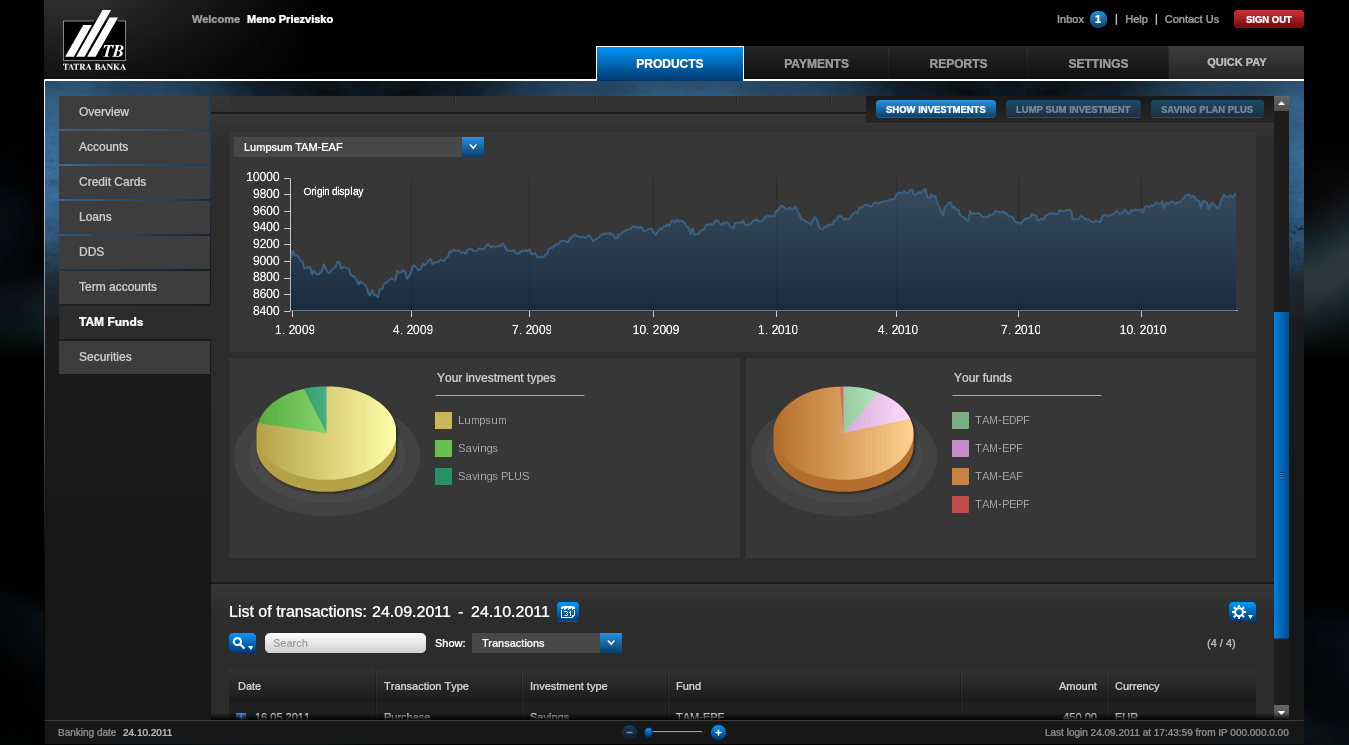 Welcome Meno Priezvisko
Inbox 1 | Help | Contact Us SIGN OUT
TB
TATRA BANKA
PRODUCTS PAYMENTS REPORTS SETTINGS QUICK PAY
Overview
Accounts
Credit Cards
Loans
DDS
Term accounts
TAM Funds
Securities
SHOW INVESTMENTS LUMP SUM INVESTMENT SAVING PLAN PLUS
Lumpsum TAM-EAF
Origin display
10000
9800
9600
9400
9200
9000
8800
8600
8400
1. 2009 4. 2009 7. 2009 10. 2009 1. 2010 4. 2010 7. 2010 10. 2010
Your investment types
Lumpsum
Savings
Savings PLUS
Your funds
TAM-EDPF
TAM-EPF
TAM-EAF
TAM-PEPF
List of transactions: 24.09.2011 - 24.10.2011 31
Search Show: Transactions (4 / 4)
Date Transaction Type Investment type Fund Amount Currency
16.05.2011 Purchase Savings TAM-EPF 450.00 EUR
Banking date 24.10.2011
Last login 24.09.2011 at 17:43:59 from IP 000.000.0.00